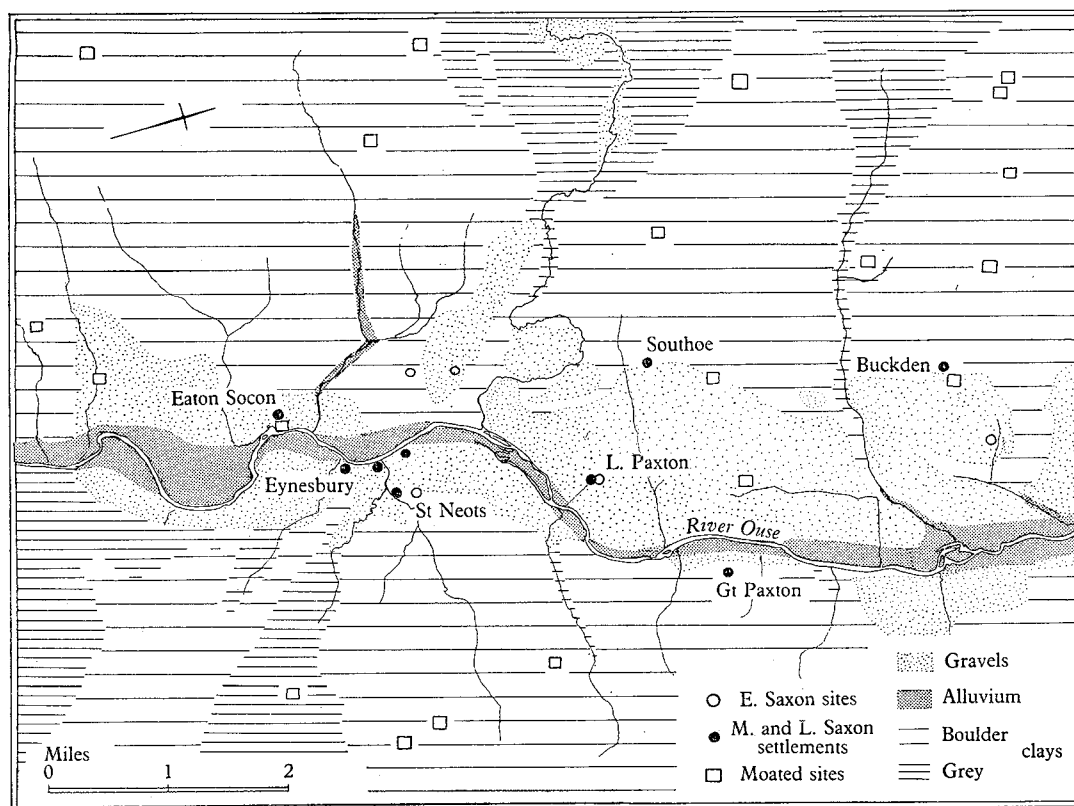 Southoe
Buckden
Eaton Socon
L. Paxton
Eynesbury
St Neots
River Ouse
Gt Paxton
Gravels
E. Saxon sites
Alluvium
M. and L. Saxon
settlements
Boulder
clays
Moated sites
Grey
Miles
0 1 2